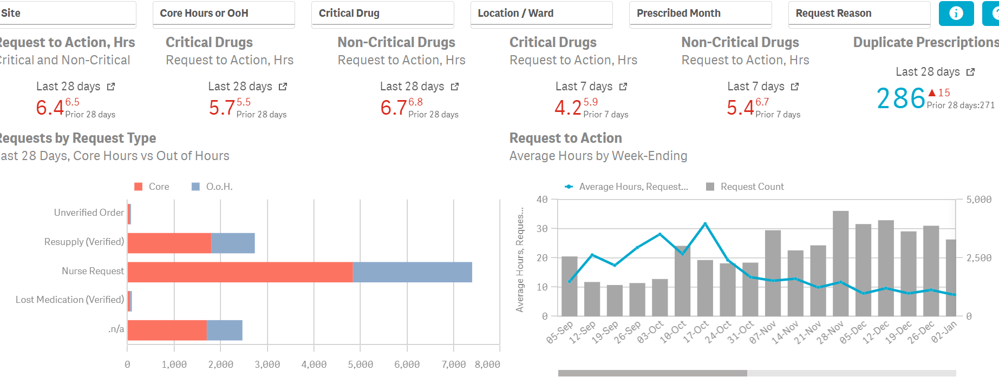 Site
Core Hours or OoH
Critical Drug
Location / Ward
Prescribed Month
Request Reason
i
?
Request to Action, Hrs
Critical and Non-Critical
Last 28 days
6.4 6.5
Prior 28 days
Critical Drugs
Request to Action, Hrs
Last 28 days
5.7 5.5
Prior 28 days
Non-Critical Drugs
Request to Action, Hrs
Last 28 days
6.7 6.8
Prior 28 days
Critical Drugs
Request to Action, Hrs
Last 7 days
4.2 5.9
Prior 7 days
Non-Critical Drugs
Request to Action, Hrs
Last 7 days
5.4 6.7
Prior 7 days
Duplicate Prescriptions
Last 28 days
286 ▲15
Prior 28 days:271
Requests by Request Type
Last 28 Days, Core Hours vs Out of Hours
Core O.o.H.
Unverified Order
Resupply (Verified)
Nurse Request
Lost Medication (Verified)
.n/a
0 1,000 2,000 3,000 4,000 5,000 6,000 7,000 8,000
Request to Action
Average Hours by Week-Ending
Average Hours, Request... Request Count
Average Hours, Reques...
40
30
20
10
0
5,000
2,500
0
05-Sep 12-Sep 19-Sep 26-Sep 03-Oct 10-Oct 17-Oct 24-Oct 31-Oct 07-Nov 14-Nov 21-Nov 28-Nov 05-Dec 12-Dec 19-Dec 26-Dec 02-Jan